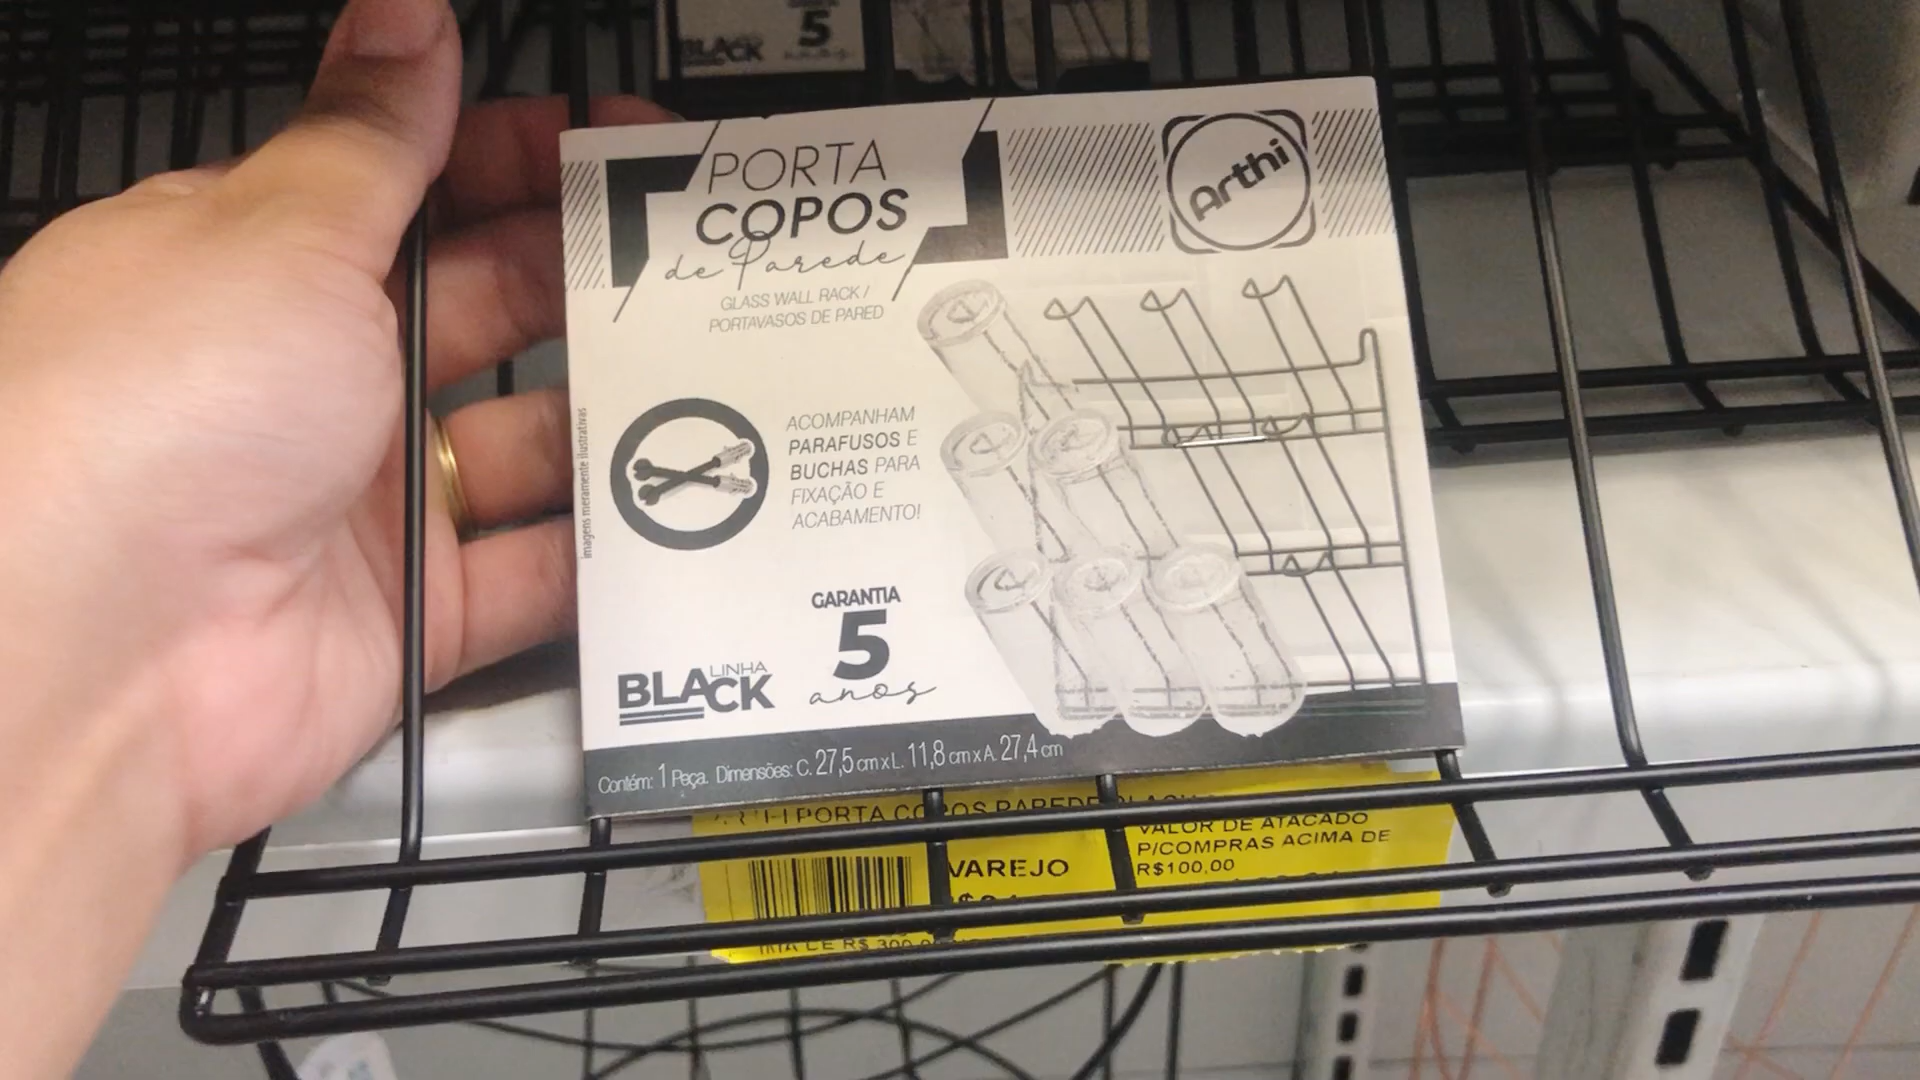 BLACK
5
PORTA
COPOS
de Parede
GLASS WALL RACK /
PORTAVASOS DE PARED
Arthi
imagens meramente ilustrativas
ACOMPANHAM
PARAFUSOS E
BUCHAS PARA
FIXAÇÃO E
ACABAMENTO!
GARANTIA
5
anos
LINHA
BLACK
Contém: 1 Peça. Dimensões: C. 27,5 cm x L. 11,8 cm x A. 27,4 cm
PORTA COPOS PAREDE BLACK
VAREJO
VALOR DE ATACADO
P/COMPRAS ACIMA DE
R$100,00